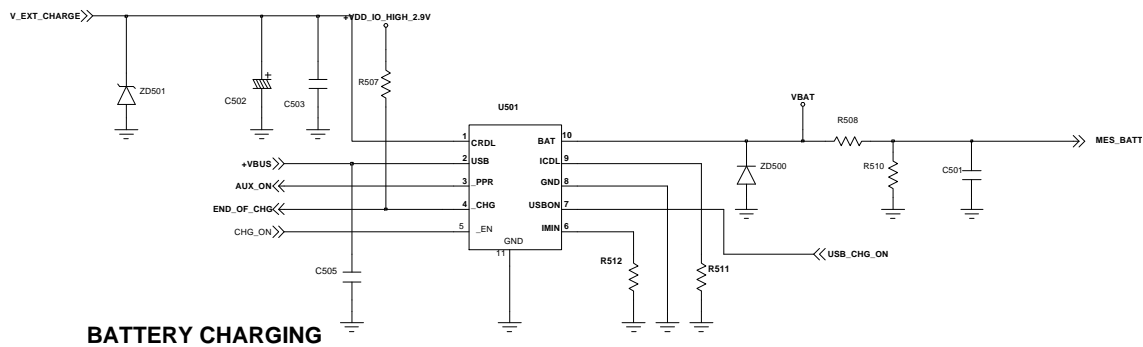 V_EXT_CHARGE
+VDD_IO_HIGH_2.9V
ZD501
C502
C503
R507
U501
VBAT
R508
MES_BATT
1 CRDL
BAT 10
+VBUS
2 USB
ICDL 9
ZD500
R510
C501
AUX_ON
3 _PPR
GND 8
END_OF_CHG
4 _CHG
USBON 7
CHG_ON
5 _EN
IMIN 6
GND
11
USB_CHG_ON
C505
R512
R511
BATTERY CHARGING